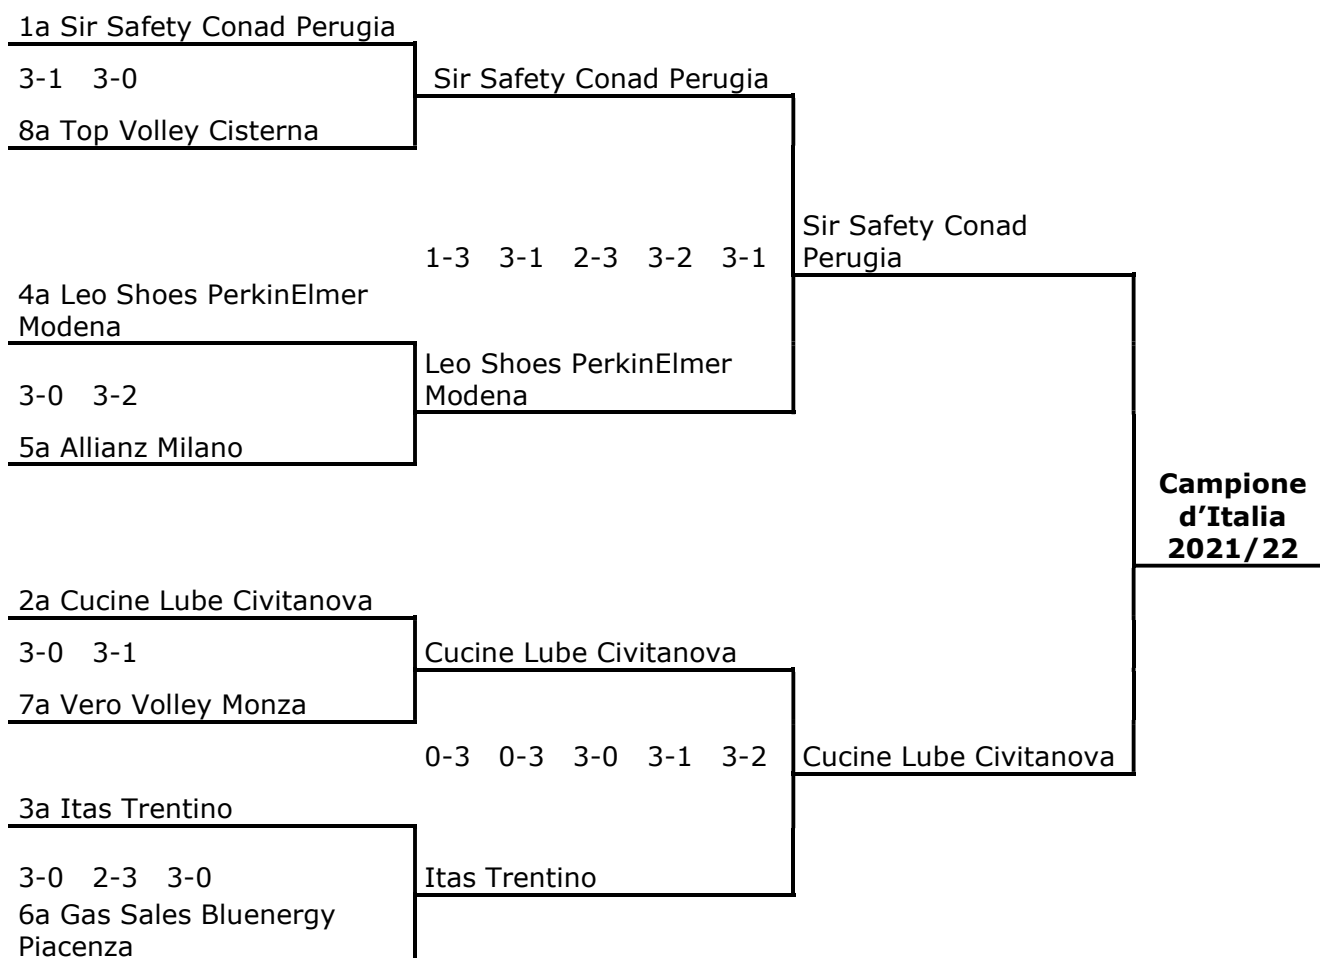 1a Sir Safety Conad Perugia
3-1 3-0
8a Top Volley Cisterna
4a Leo Shoes PerkinElmer
Modena
3-0 3-2
5a Allianz Milano
2a Cucine Lube Civitanova
3-0 3-1
7a Vero Volley Monza
3a Itas Trentino
3-0 2-3 3-0
6a Gas Sales Bluenergy
Piacenza
Sir Safety Conad Perugia
1-3 3-1 2-3 3-2 3-1
Leo Shoes PerkinElmer
Modena
Cucine Lube Civitanova
0-3 0-3 3-0 3-1 3-2
Itas Trentino
Sir Safety Conad
Perugia
Cucine Lube Civitanova
Campione
d’Italia
2021/22